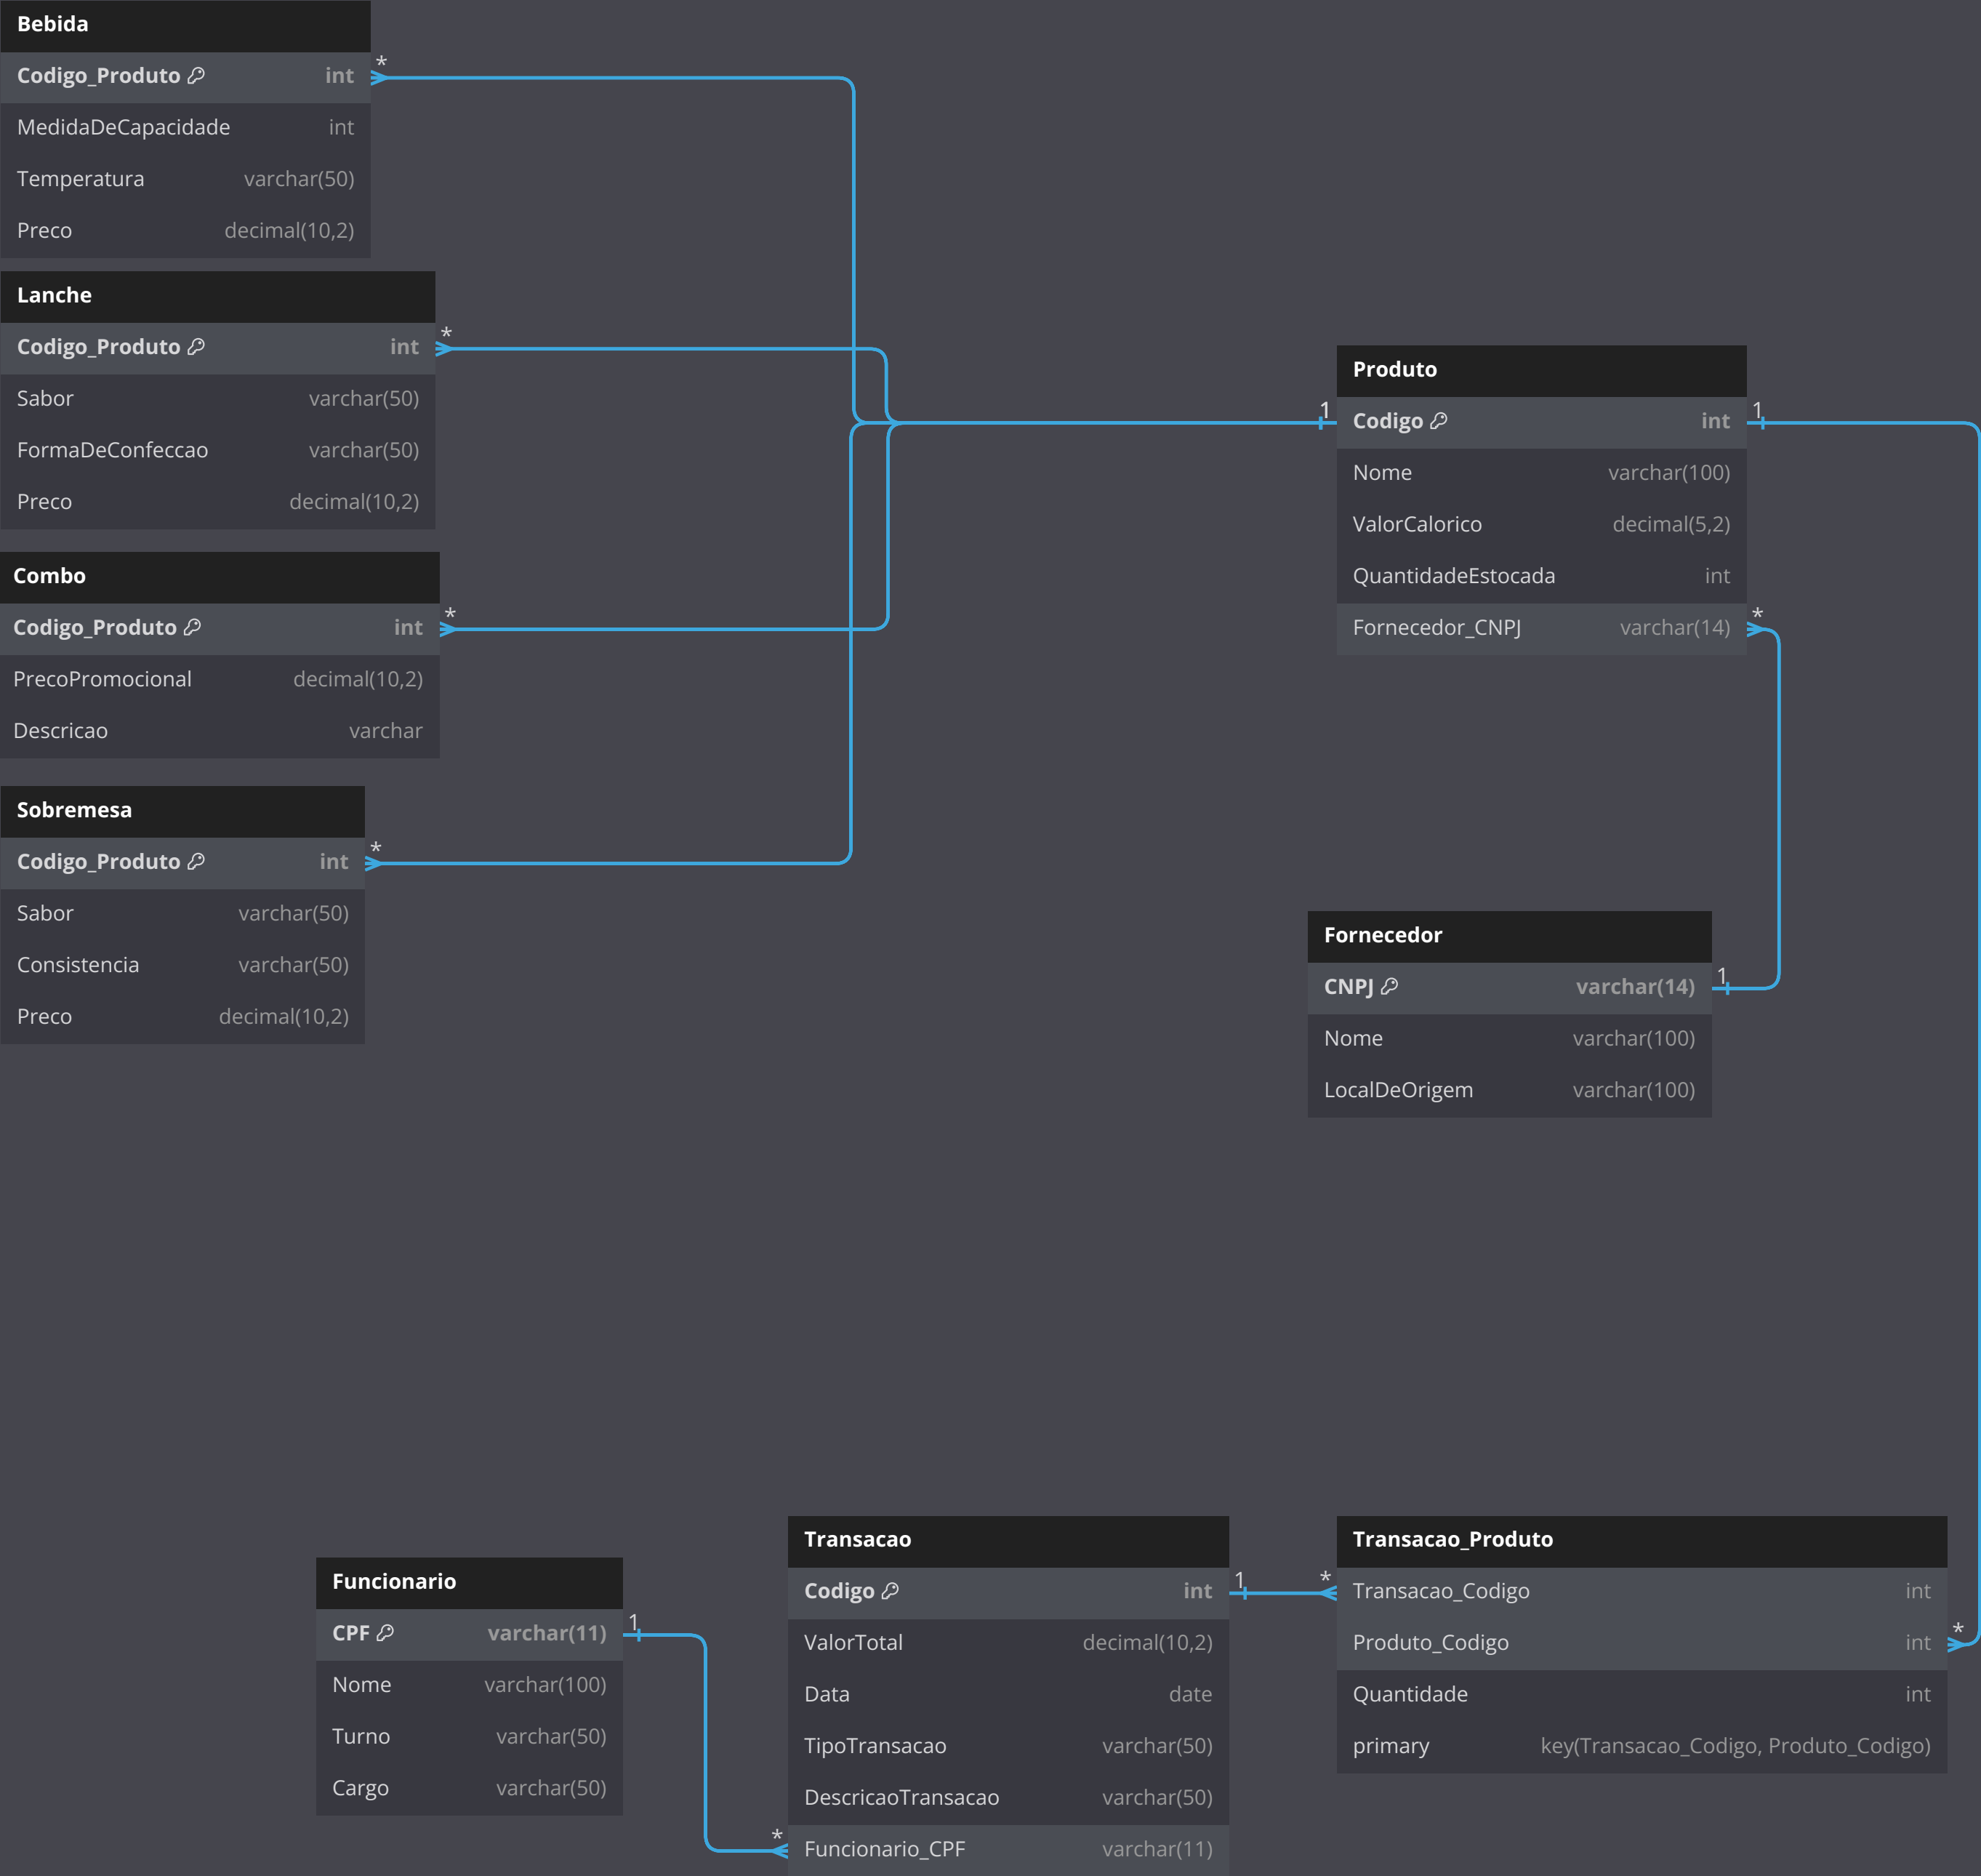 Bebida
Codigo_Produto int
MedidaDeCapacidade int
Temperatura varchar(50)
Preco decimal(10,2)
*
Lanche
Codigo_Produto int
Sabor varchar(50)
FormaDeConfeccao varchar(50)
Preco decimal(10,2)
*
Combo
Codigo_Produto int
PrecoPromocional decimal(10,2)
Descricao varchar
*
Sobremesa
Codigo_Produto int
Sabor varchar(50)
Consistencia varchar(50)
Preco decimal(10,2)
*
Produto
1 Codigo int 1
Nome varchar(100)
ValorCalorico decimal(5,2)
QuantidadeEstocada int
Fornecedor_CNPJ varchar(14)
*
Fornecedor
CNPJ varchar(14) 1
Nome varchar(100)
LocalDeOrigem varchar(100)
Funcionario
CPF varchar(11) 1
Nome varchar(100)
Turno varchar(50)
Cargo varchar(50)
Transacao
Codigo int 1
ValorTotal decimal(10,2)
Data date
TipoTransacao varchar(50)
DescricaoTransacao varchar(50)
* Funcionario_CPF varchar(11)
Transacao_Produto
* Transacao_Codigo int
Produto_Codigo int *
Quantidade int
primary key(Transacao_Codigo, Produto_Codigo)